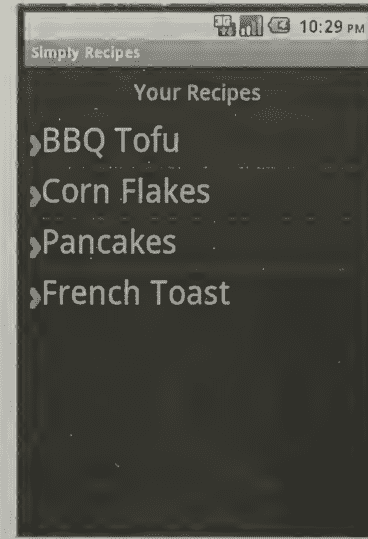 10:29 PM
Simply Recipes
Your Recipes
BBQ Tofu
Corn Flakes
Pancakes
French Toast